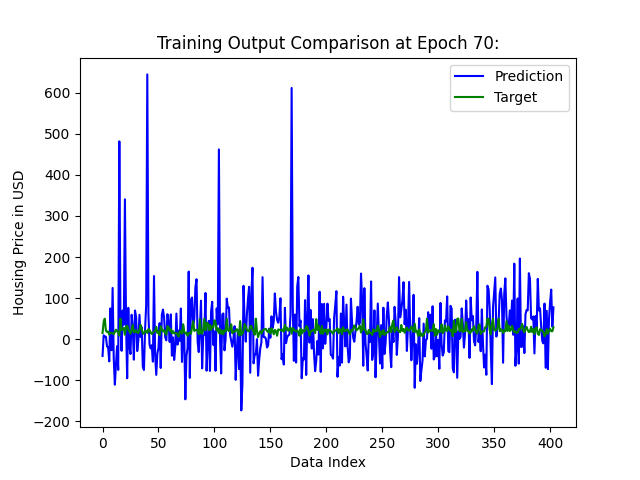 Training Output Comparison at Epoch 70:
Prediction
Target
600
500
400
300
200
100
0
−100
−200
Housing Price in USD
0 50 100 150 200 250 300 350 400
Data Index